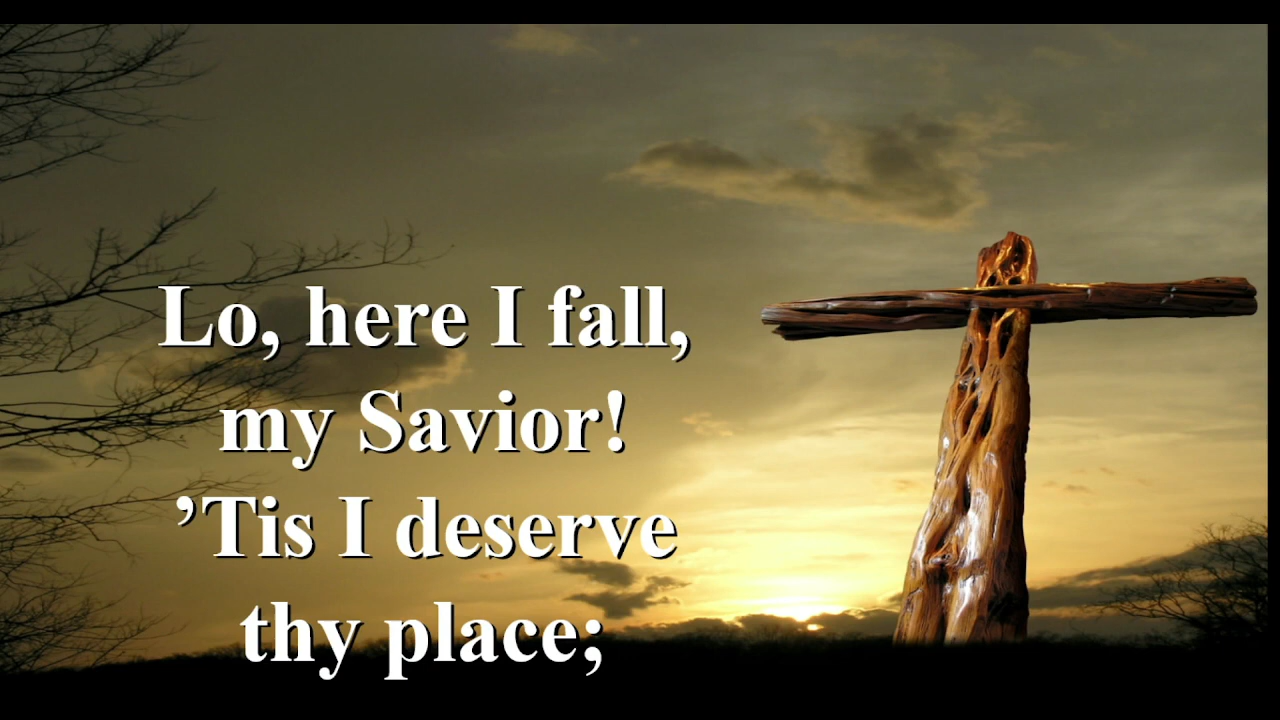 Lo, here I fall,
my Savior!
’Tis I deserve
thy place;